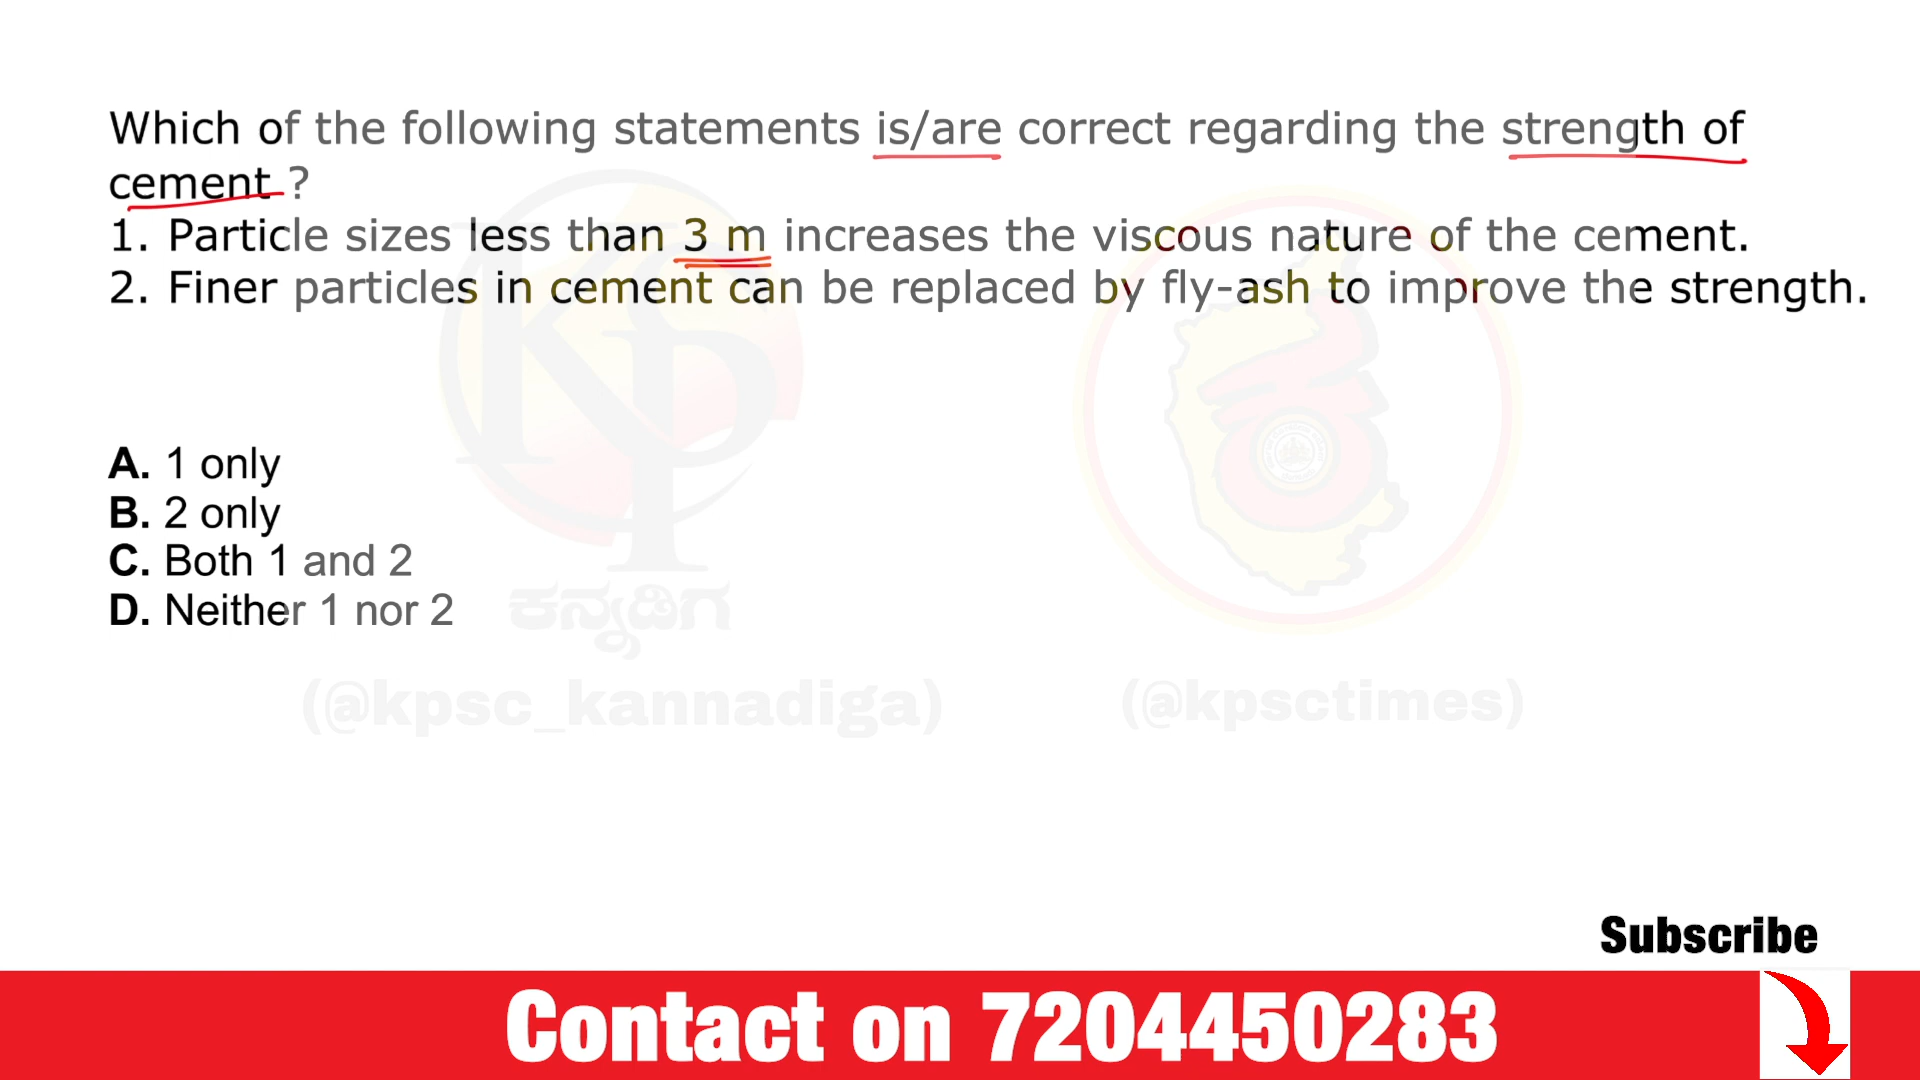 Which of the following statements is/are correct regarding the strength of
cement ?
1. Particle sizes less than 3 m increases the viscous nature of the cement.
2. Finer particles in cement can be replaced by fly-ash to improve the strength.
A. 1 only
B. 2 only
C. Both 1 and 2
D. Neither 1 nor 2
KP
ಕನ್ನಡಿಗ
ಕ
(@kpsc_kannadiga)
(@kpsctimes)
Subscribe
Contact on 7204450283